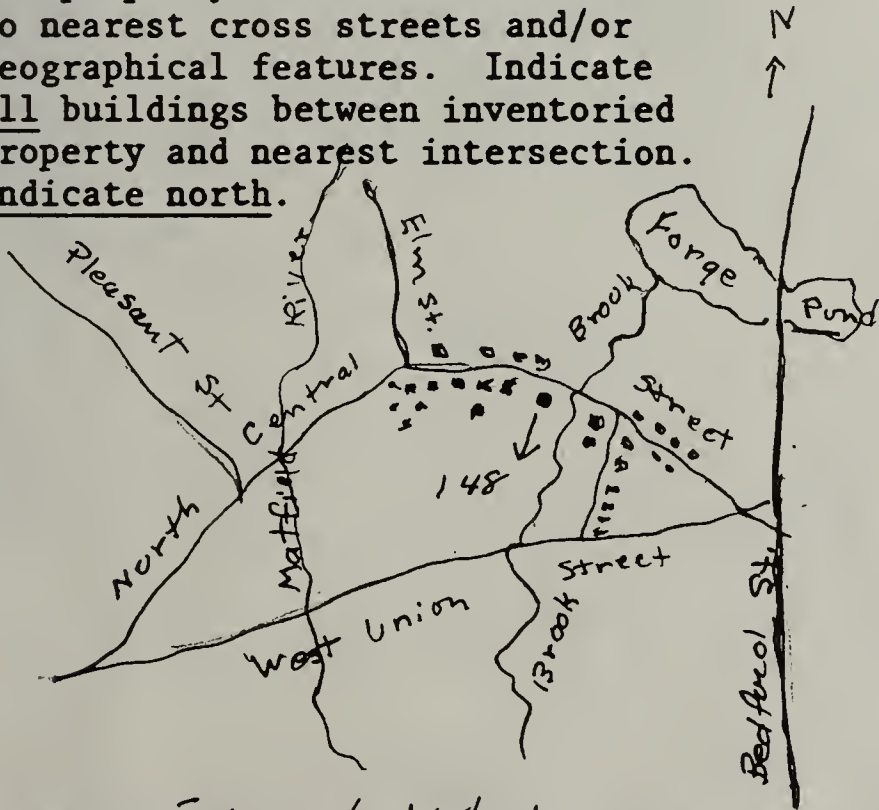 o nearest cross streets and/or
eographical features. Indicate
ll buildings between inventoried
roperty and nearest intersection.
ndicate north.
N
Pleasant St
River
Elm St.
Forge
Pond
Brook
Central
Street
148
North
Matfield
Street
West Union
Brook
Bedford St.